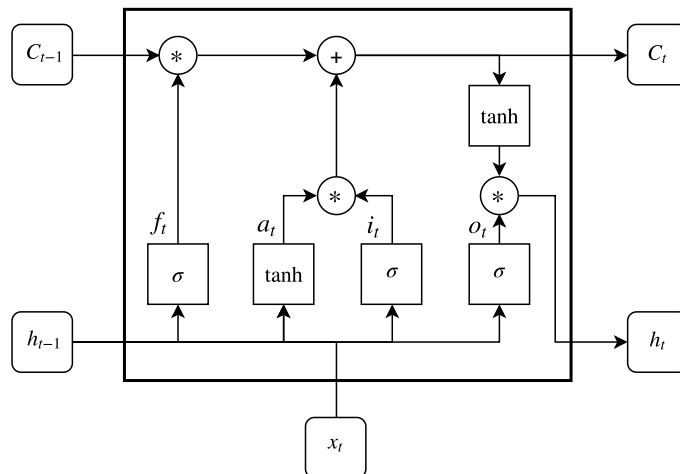 C_{t-1}
*
+
C_t
tanh
*
*
f_t
a_t
i_t
o_t
σ
tanh
σ
σ
h_{t-1}
h_t
x_t